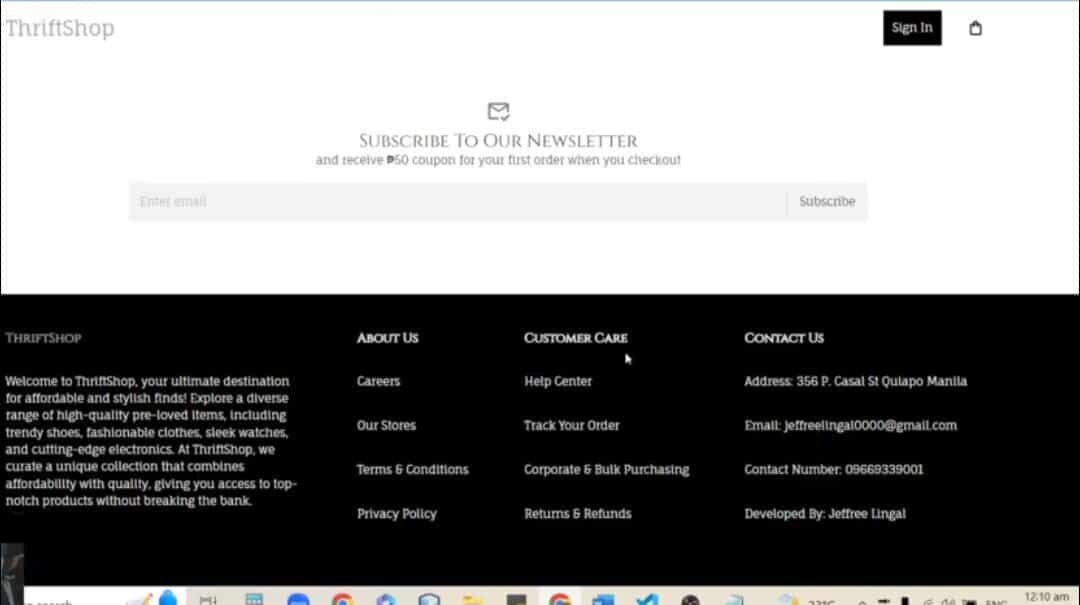 ThriftShop
Sign In
Subscribe To Our Newsletter
and receive ₱50 coupon for your first order when you checkout
Enter email
Subscribe
ThriftShop
Welcome to ThriftShop, your ultimate destination
for affordable and stylish finds! Explore a diverse
range of high-quality pre-loved items, including
trendy shoes, fashionable clothes, sleek watches,
and cutting-edge electronics. At ThriftShop, we
curate a unique collection that combines
affordability with quality, giving you access to top-
notch products without breaking the bank.
About Us
Careers
Our Stores
Terms & Conditions
Privacy Policy
Customer Care
Help Center
Track Your Order
Corporate & Bulk Purchasing
Returns & Refunds
Contact Us
Address: 356 P. Casal St Quiapo Manila
Email: jeffreelingal0000@gmail.com
Contact Number: 09669339001
Developed By: Jeffree Lingal
search
ENG
12:10 am